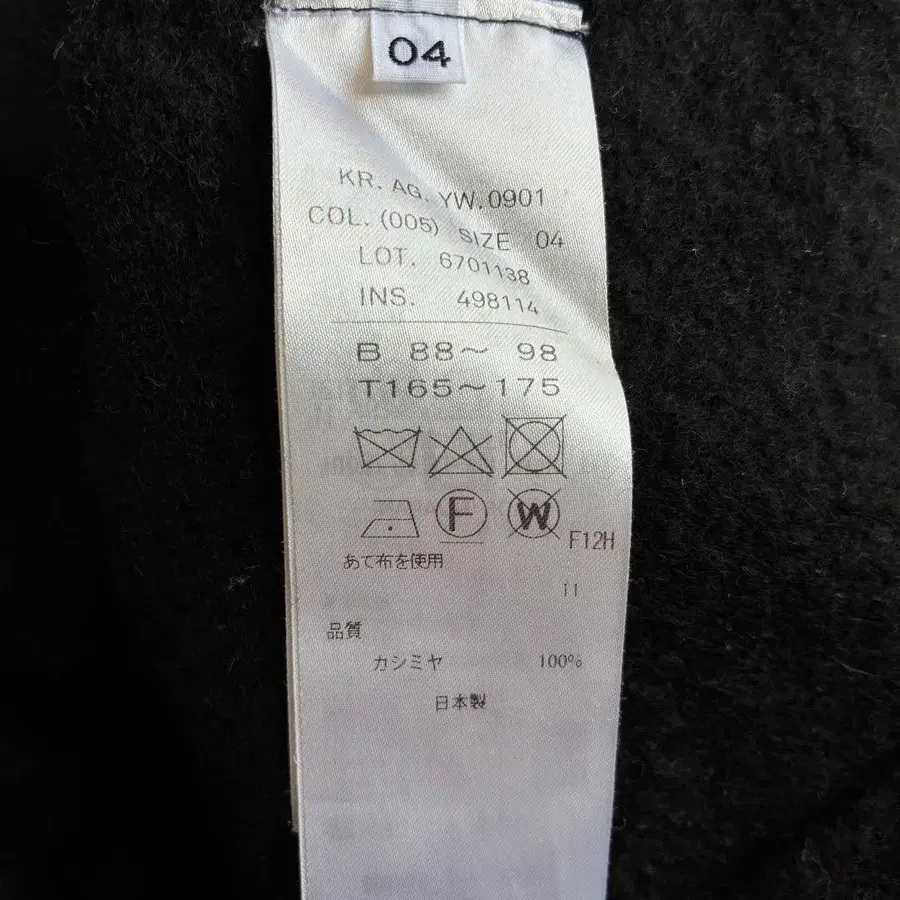 04
KR. AG. YW.0901
COL. (005) SIZE 04
LOT. 6701138
INS. 498114
B 88～ 98
T165～175
F W F12H
あて布を使用
11
品質
カシミヤ 100%
日本製